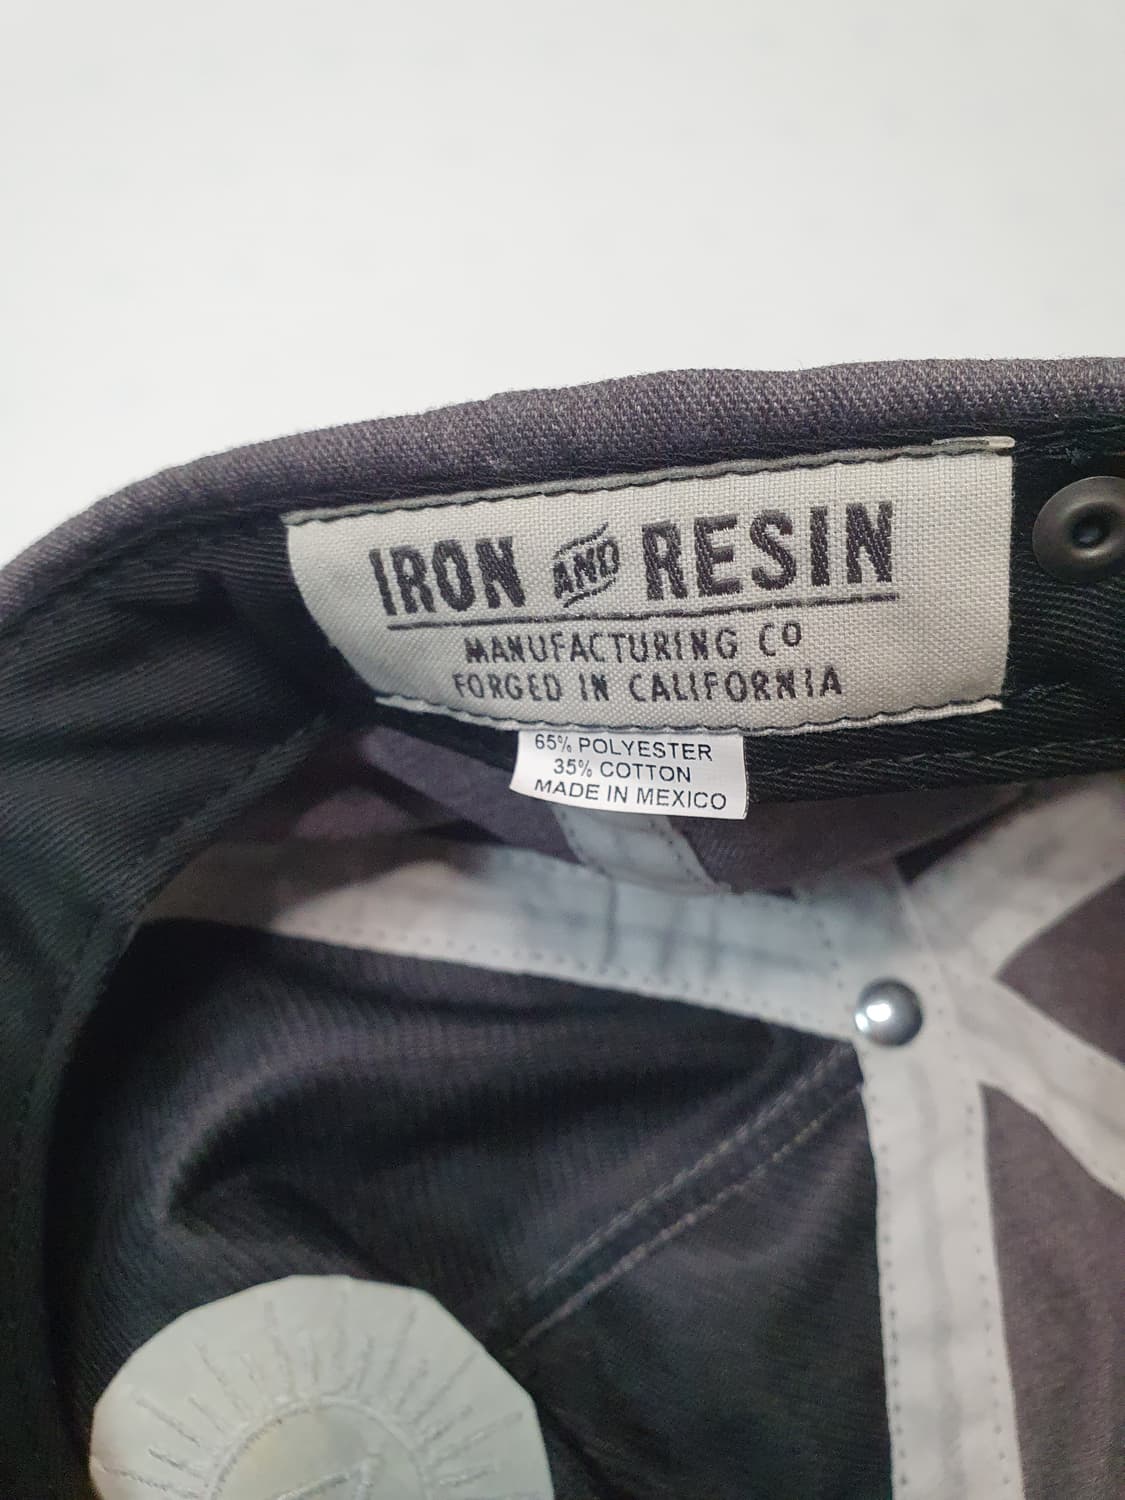 IRON AND RESIN
MANUFACTURING CO
FORGED IN CALIFORNIA
65% POLYESTER
35% COTTON
MADE IN MEXICO